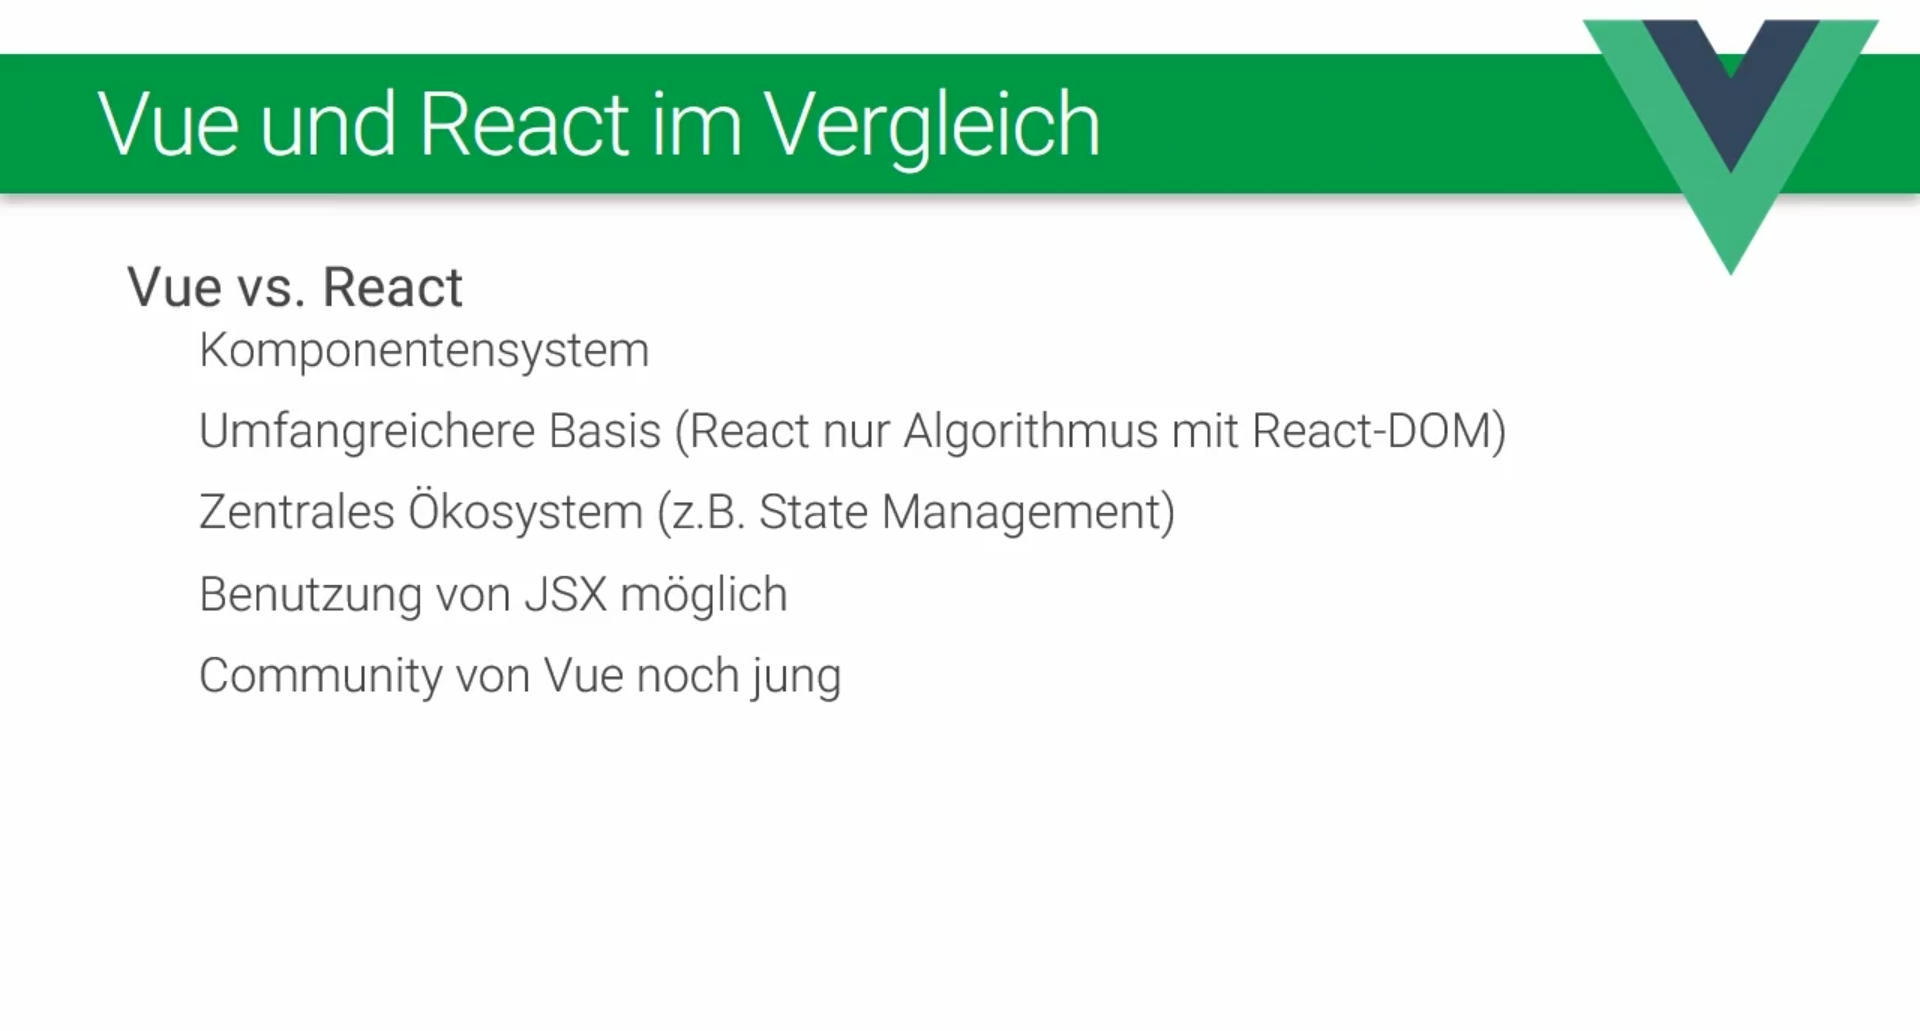 Vue und React im Vergleich
Vue vs. React
Komponentensystem
Umfangreichere Basis (React nur Algorithmus mit React-DOM)
Zentrales Ökosystem (z.B. State Management)
Benutzung von JSX möglich
Community von Vue noch jung